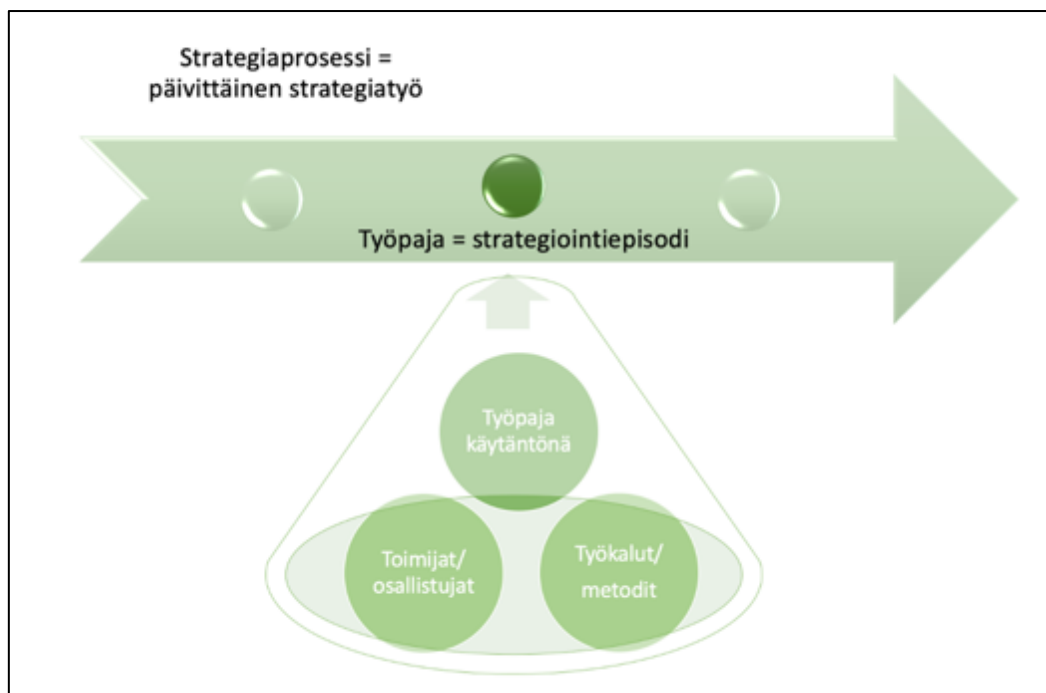 Strategiaprosessi =
päivittäinen strategiatyö
Työpaja = strategiointiepisodi
Työpaja
käytäntönä
Toimijat/
osallistujat
Työkalut/
metodit